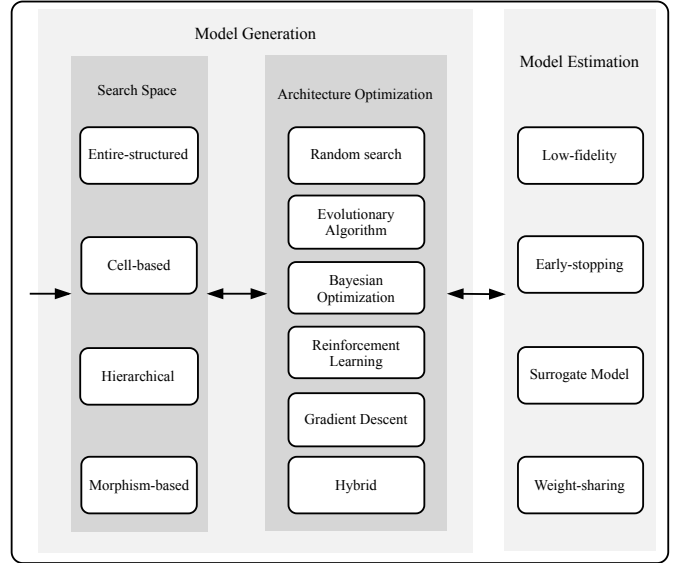 Model Generation
Search Space
Entire-structured
Cell-based
Hierarchical
Morphism-based
Architecture Optimization
Random search
Evolutionary
Algorithm
Bayesian
Optimization
Reinforcement
Learning
Gradient Descent
Hybrid
Model Estimation
Low-fidelity
Early-stopping
Surrogate Model
Weight-sharing